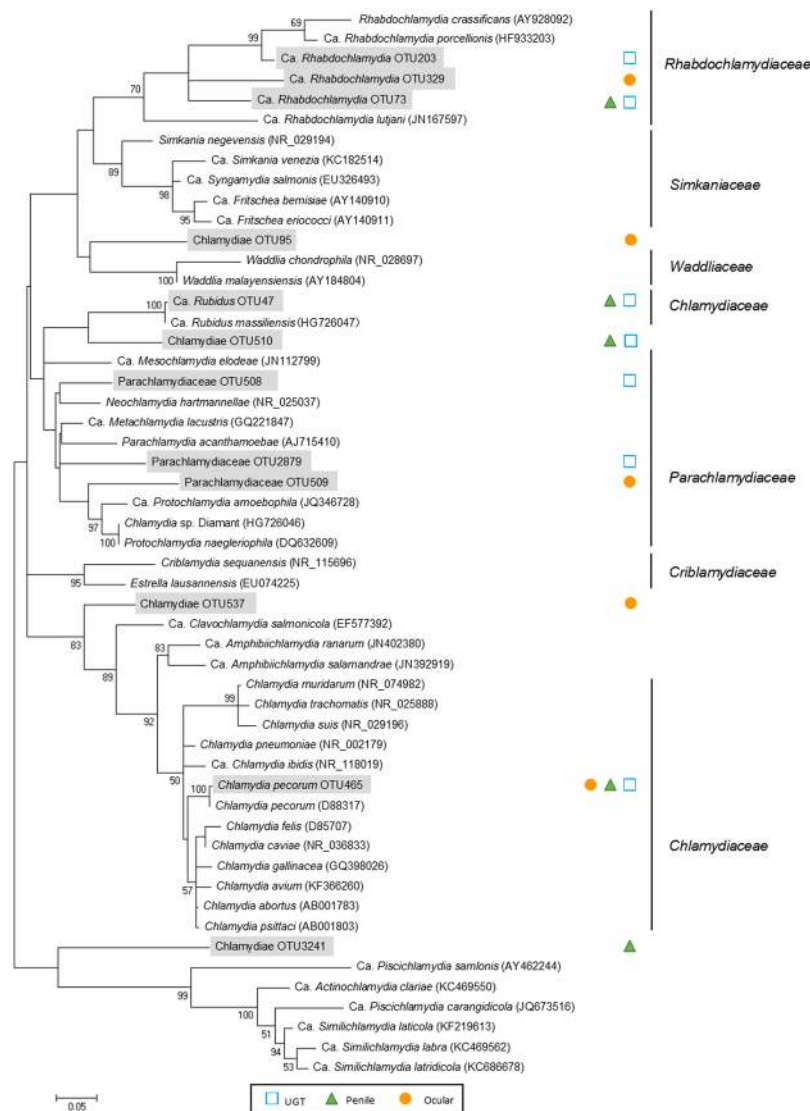 69
Rhabdochlamydia crassificans (AY928092)
99
Ca. Rhabdochlamydia porcellionis (HF933203)
Ca. Rhabdochlamydia OTU203
Ca. Rhabdochlamydia OTU329
Rhabdochlamydiaceae
70
Ca. Rhabdochlamydia OTU73
Ca. Rhabdochlamydia lutjani (JN167597)
Simkania negevensis (NR_029194)
89
Ca. Simkania venezia (KC182514)
Ca. Syngamydia salmonis (EU326493)
Simkaniaceae
98
Ca. Fritschea bemisiae (AY140910)
95
Ca. Fritschea eriococci (AY140911)
Chlamydiae OTU95
Waddlia chondrophila (NR_028697)
Waddliaceae
100
Waddlia malayensiensis (AY184804)
100
Ca. Rubidus OTU47
Chlamydiaceae
Ca. Rubidus massiliensis (HG726047)
Chlamydiae OTU510
Ca. Mesochlamydia elodeae (JN112799)
Parachlamydiaceae OTU508
Neochlamydia hartmannellae (NR_025037)
Ca. Metachlamydia lacustris (GQ221847)
Parachlamydia acanthamoebae (AJ715410)
Parachlamydiaceae OTU2879
Parachlamydiaceae
Parachlamydiaceae OTU509
Ca. Protochlamydia amoebophila (JQ346728)
97
Chlamydia sp. Diamant (HG726046)
100
Protochlamydia naegleriophila (DQ632609)
Criblamydia sequanensis (NR_115696)
Criblamydiaceae
95
Estrella lausannensis (EU074225)
Chlamydiae OTU537
Ca. Clavochlamydia salmonicola (EF577392)
83
Ca. Amphibiichlamydia ranarum (JN402380)
83
89
Ca. Amphibiichlamydia salamandrae (JN392919)
Chlamydia muridarum (NR_074982)
99
Chlamydia trachomatis (NR_025888)
92
Chlamydia suis (NR_029196)
Chlamydia pneumoniae (NR_002179)
Ca. Chlamydia ibidis (NR_118019)
50
100
Chlamydia pecorum OTU465
Chlamydia pecorum (D88317)
Chlamydia felis (D85707)
Chlamydiaceae
Chlamydia caviae (NR_036833)
Chlamydia gallinacea (GQ398026)
57
Chlamydia avium (KF366260)
Chlamydia abortus (AB001783)
Chlamydia psittaci (AB001803)
Chlamydiae OTU3241
Ca. Piscichlamydia samlonis (AY462244)
99
Ca. Actinochlamydia clariae (KC469550)
100
Ca. Piscichlamydia carangidicola (JQ673516)
51
Ca. Similichlamydia laticola (KF219613)
94
Ca. Similichlamydia labra (KC469562)
53
Ca. Similichlamydia latridicola (KC686678)
0.05
UGT Penile Ocular